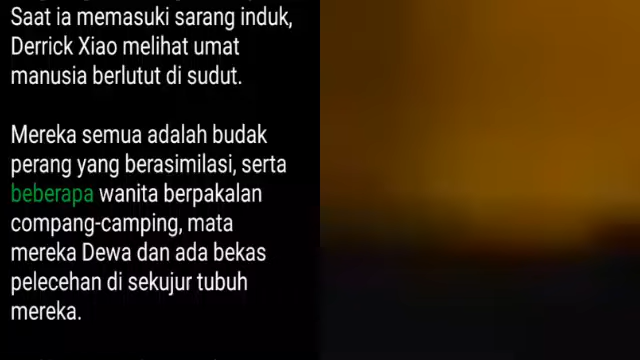 Saat ia memasuki sarang induk,
Derrick Xiao melihat umat
manusia berlutut di sudut.
Mereka semua adalah budak
perang yang berasimilasi, serta
beberapa wanita berpakalan
compang-camping, mata
mereka Dewa dan ada bekas
pelecehan di sekujur tubuh
mereka.